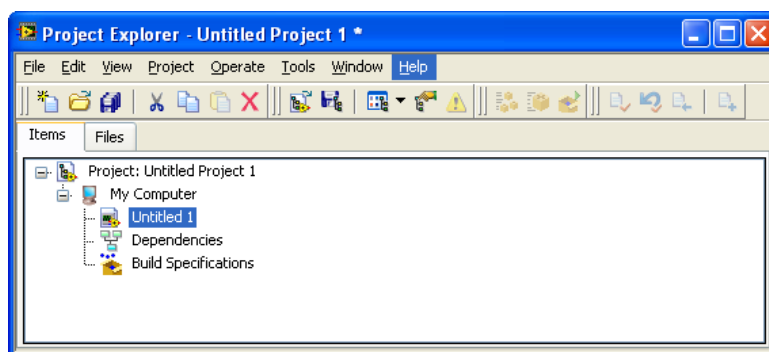 Project Explorer - Untitled Project 1 *
File Edit View Project Operate Tools Window Help
Items Files
Project: Untitled Project 1
My Computer
Untitled 1
Dependencies
Build Specifications